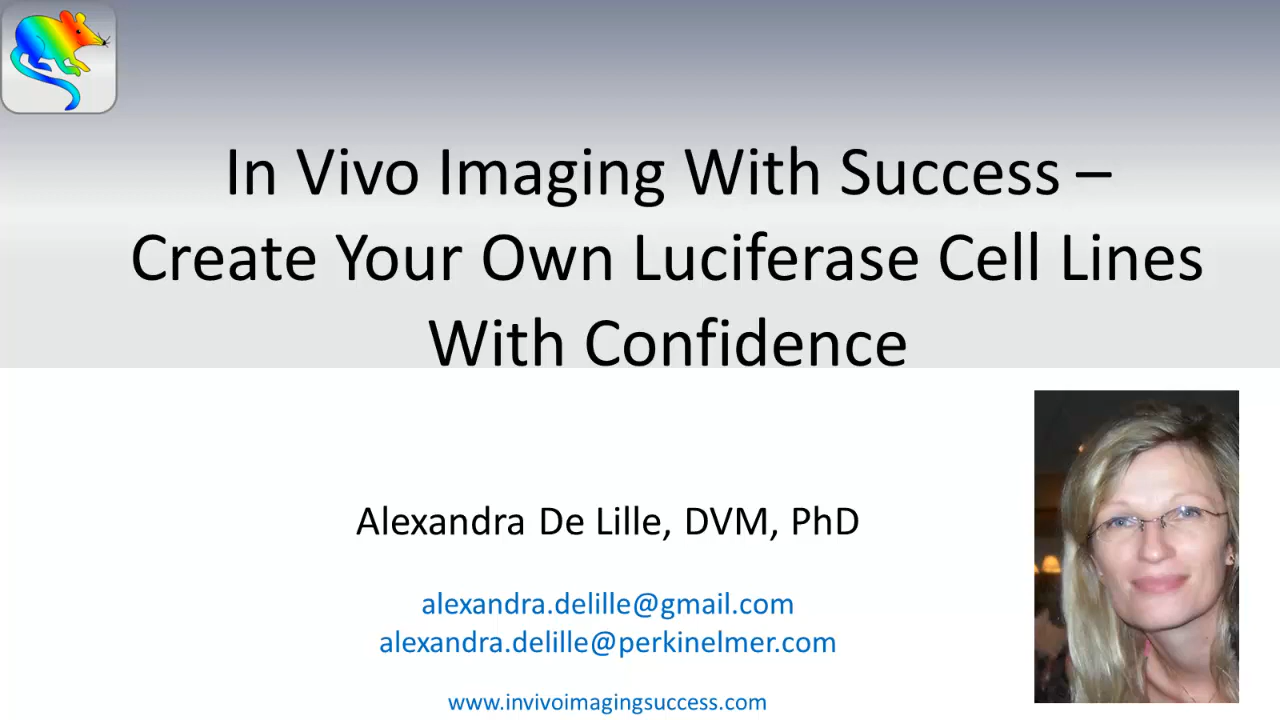 In Vivo Imaging With Success –
Create Your Own Luciferase Cell Lines
With Confidence
Alexandra De Lille, DVM, PhD
alexandra.delille@gmail.com
alexandra.delille@perkinelmer.com
www.invivoimagingsuccess.com